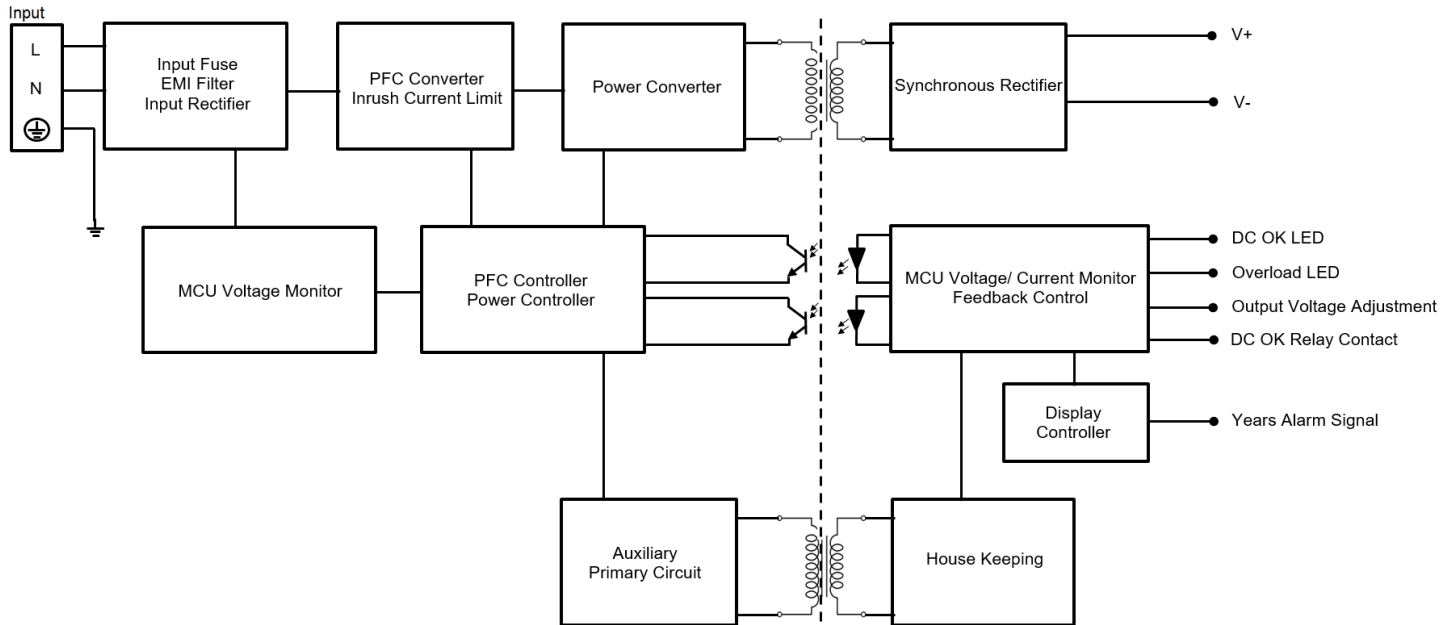 Input
L
N
Input Fuse
EMI Filter
Input Rectifier
PFC Converter
Inrush Current Limit
Power Converter
Synchronous Rectifier
V+
V-
MCU Voltage Monitor
PFC Controller
Power Controller
MCU Voltage/ Current Monitor
Feedback Control
DC OK LED
Overload LED
Output Voltage Adjustment
DC OK Relay Contact
Display
Controller
Years Alarm Signal
Auxiliary
Primary Circuit
House Keeping